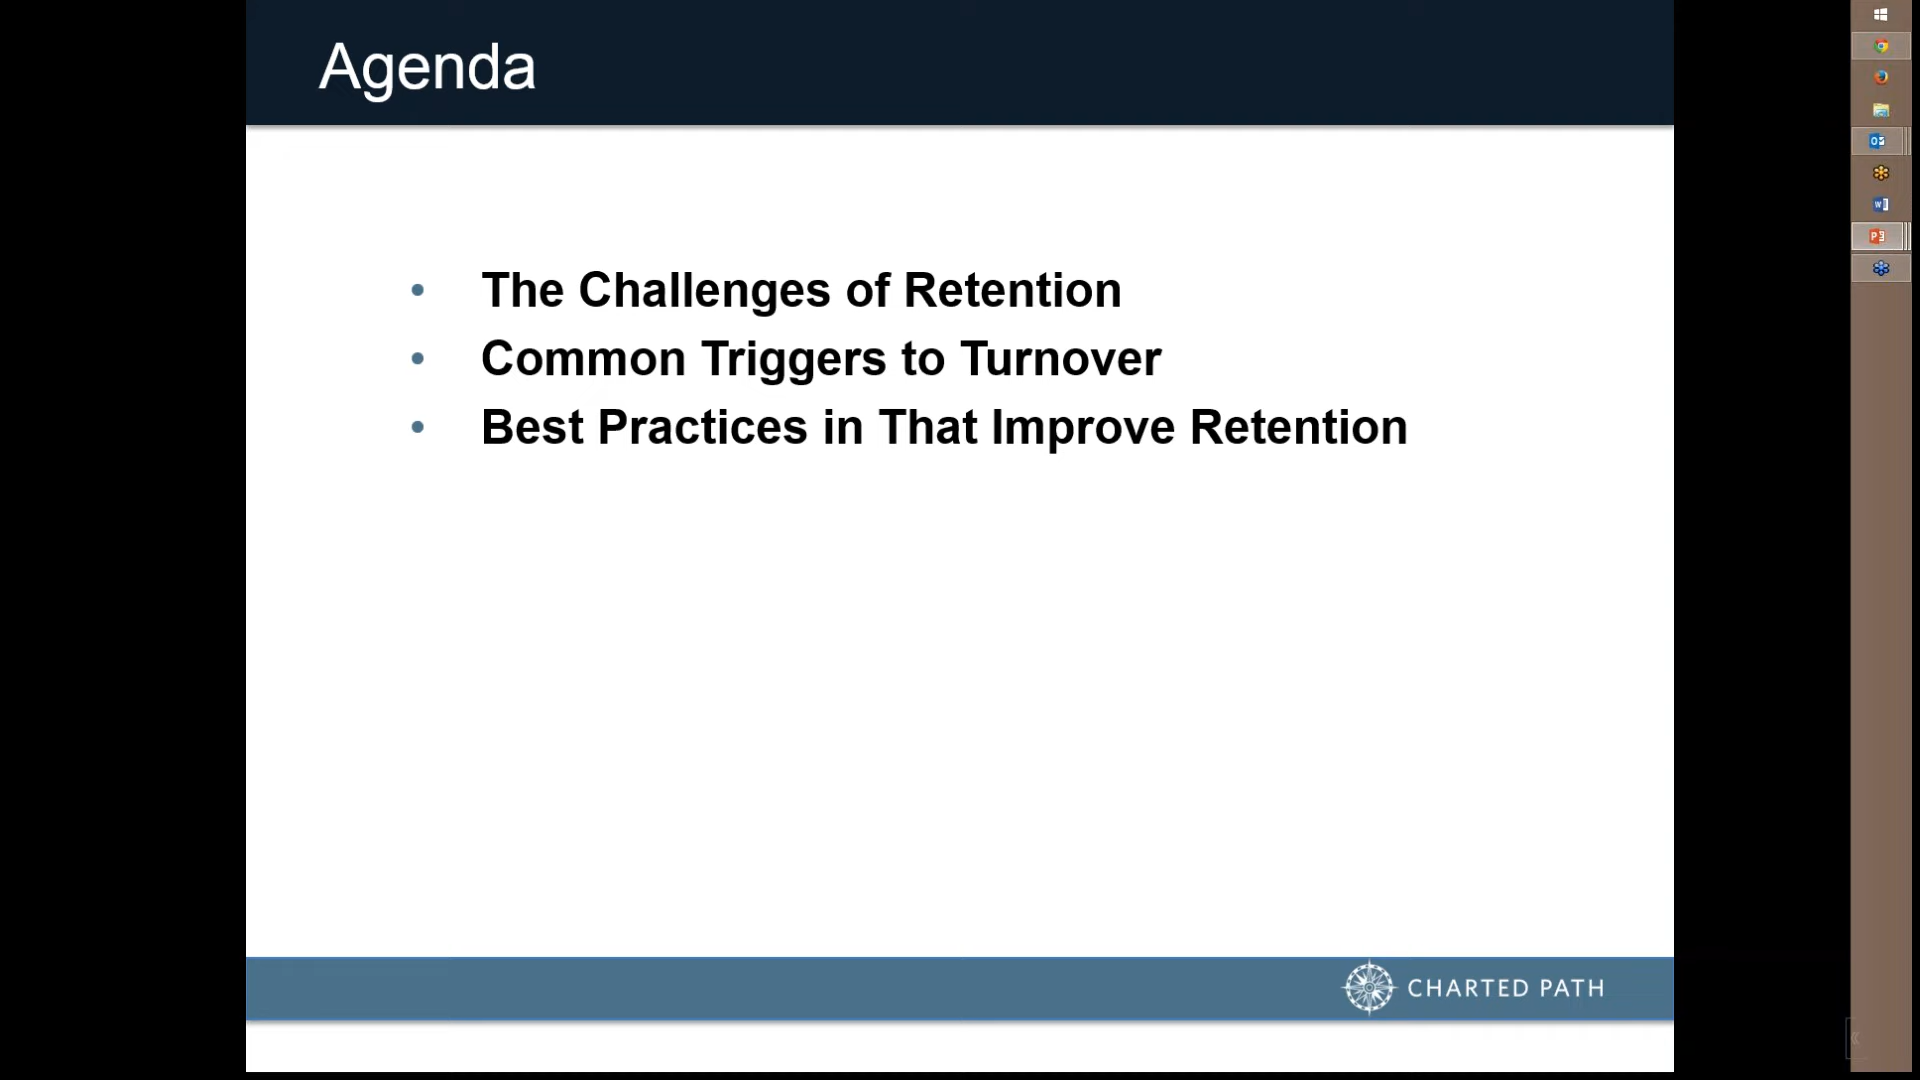 Agenda
• The Challenges of Retention
• Common Triggers to Turnover
• Best Practices in That Improve Retention
CHARTED PATH